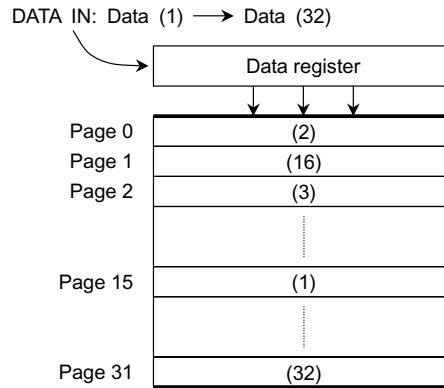 DATA IN: Data (1) → Data (32)
Data register
Page 0 (2)
Page 1 (16)
Page 2 (3)
Page 15 (1)
Page 31 (32)